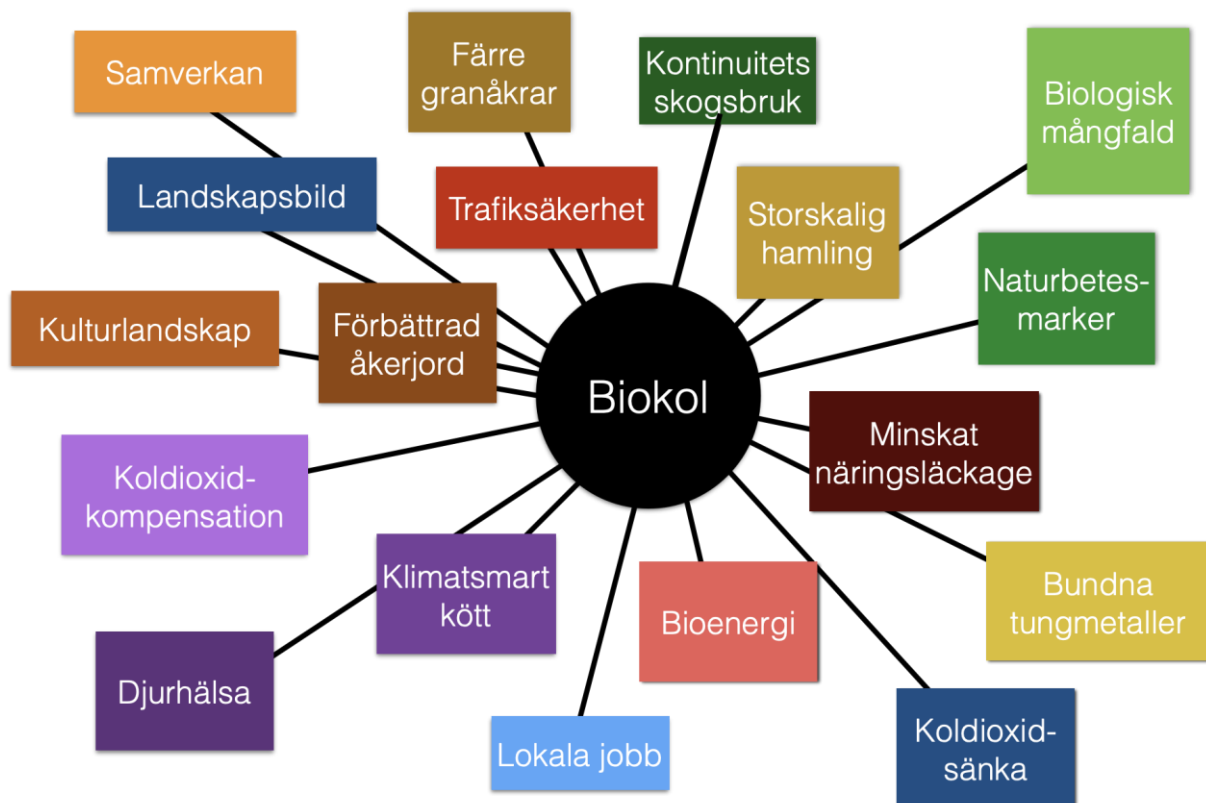 Samverkan
Färre
granåkrar
Kontinuitets
skogsbruk
Biologisk
mångfald
Landskapsbild
Trafiksäkerhet
Storskalig
hamling
Naturbetes-
marker
Kulturlandskap
Förbättrad
åkerjord
Biokol
Minskat
näringsläckage
Koldioxid-
kompensation
Klimatsmart
kött
Bioenergi
Bundna
tungmetaller
Djurhälsa
Lokala jobb
Koldioxid-
sänka